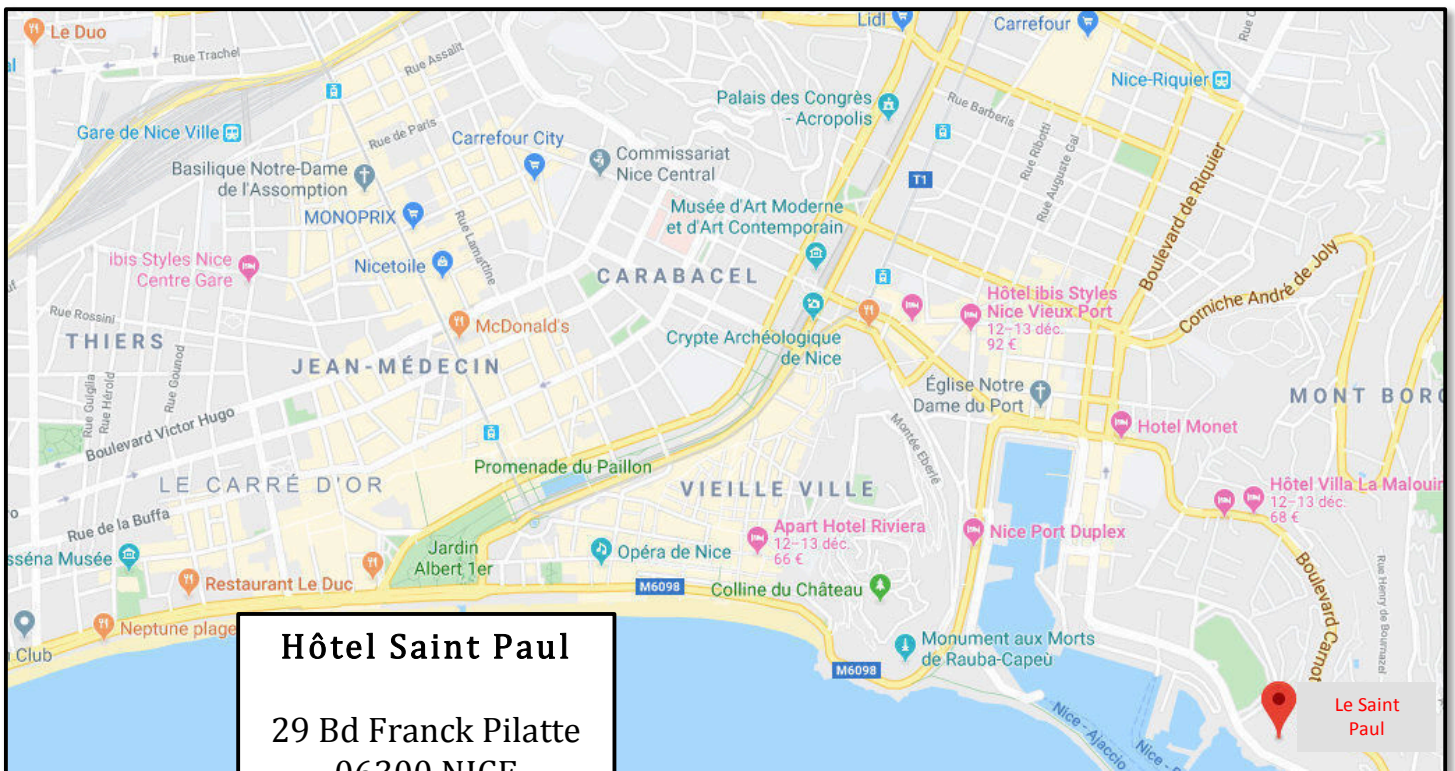 Le Duo
Rue Trachel
Rue Assalit
Lidl
Carrefour
Nice-Riquier
Gare de Nice Ville
Rue de Paris
Carrefour City
Palais des Congrès
- Acropolis
Rue Barberis
Rue Ribotti
Rue Auguste Gal
Basilique Notre-Dame
de l'Assomption
Commissariat
Nice Central
T1
Boulevard de Riquier
MONOPRIX
Rue Lamartine
Musée d'Art Moderne
et d'Art Contemporain
ibis Styles Nice
Centre Gare
Nicetoile
CARABACEL
Corniche André de Joly
Hôtel ibis Styles
Nice Vieux Port
12–13 déc.
92 €
Rue Rossini
THIERS
McDonald's
Crypte Archéologique
de Nice
JEAN-MÉDECIN
Rue Guiglia
Rue Hérold
Rue Gounod
Église Notre
Dame du Port
MONT BORO
Boulevard Victor Hugo
Montée Eberlé
Hotel Monet
Promenade du Paillon
LE CARRÉ D'OR
VIEILLE VILLE
Hôtel Villa La Malouin
12–13 déc.
68 €
Rue de la Buffa
Apart Hotel Riviera
12–13 déc.
66 €
Nice Port Duplex
sséna Musée
Jardin
Albert 1er
Opéra de Nice
Restaurant Le Duc
M6098
Colline du Château
Boulevard Carnot
Rue Henry de Bournazel
Neptune plage
Club
Monument aux Morts
de Rauba-Capeù
M6098
Hôtel Saint Paul
29 Bd Franck Pilatte
06300 NICE
Nice - Ajaccio
Nice -
Le Saint
Paul